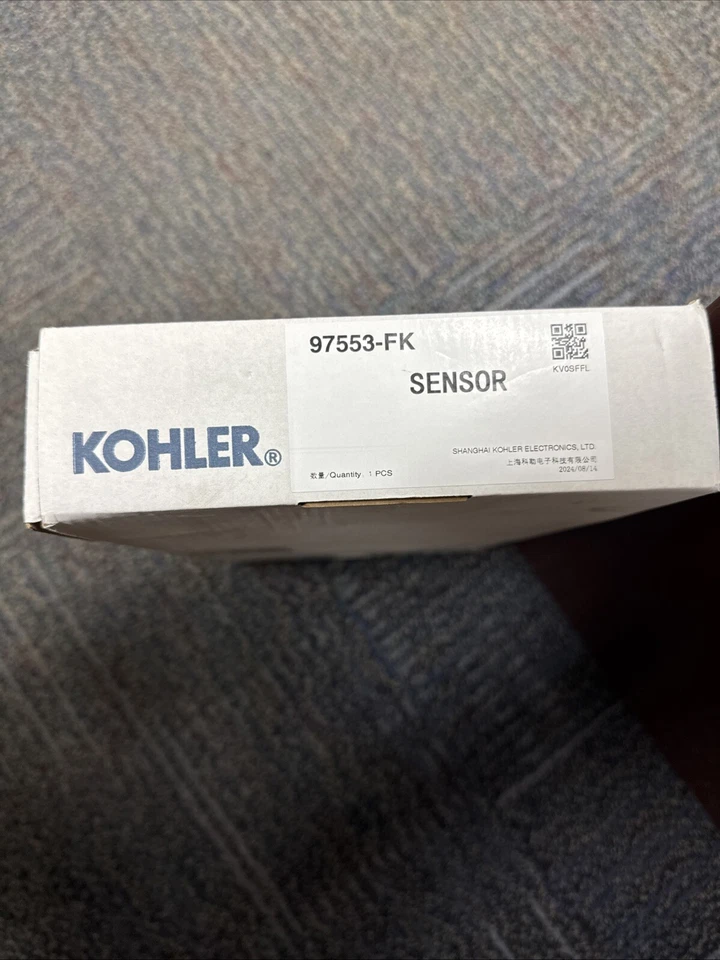 97553-FK
SENSOR
KV0SFFL
KOHLER®
SHANGHAI KOHLER ELECTRONICS, LTD.
上海科勒电子科技有限公司
数量/Quantity. 1 PCS
2024/08/14